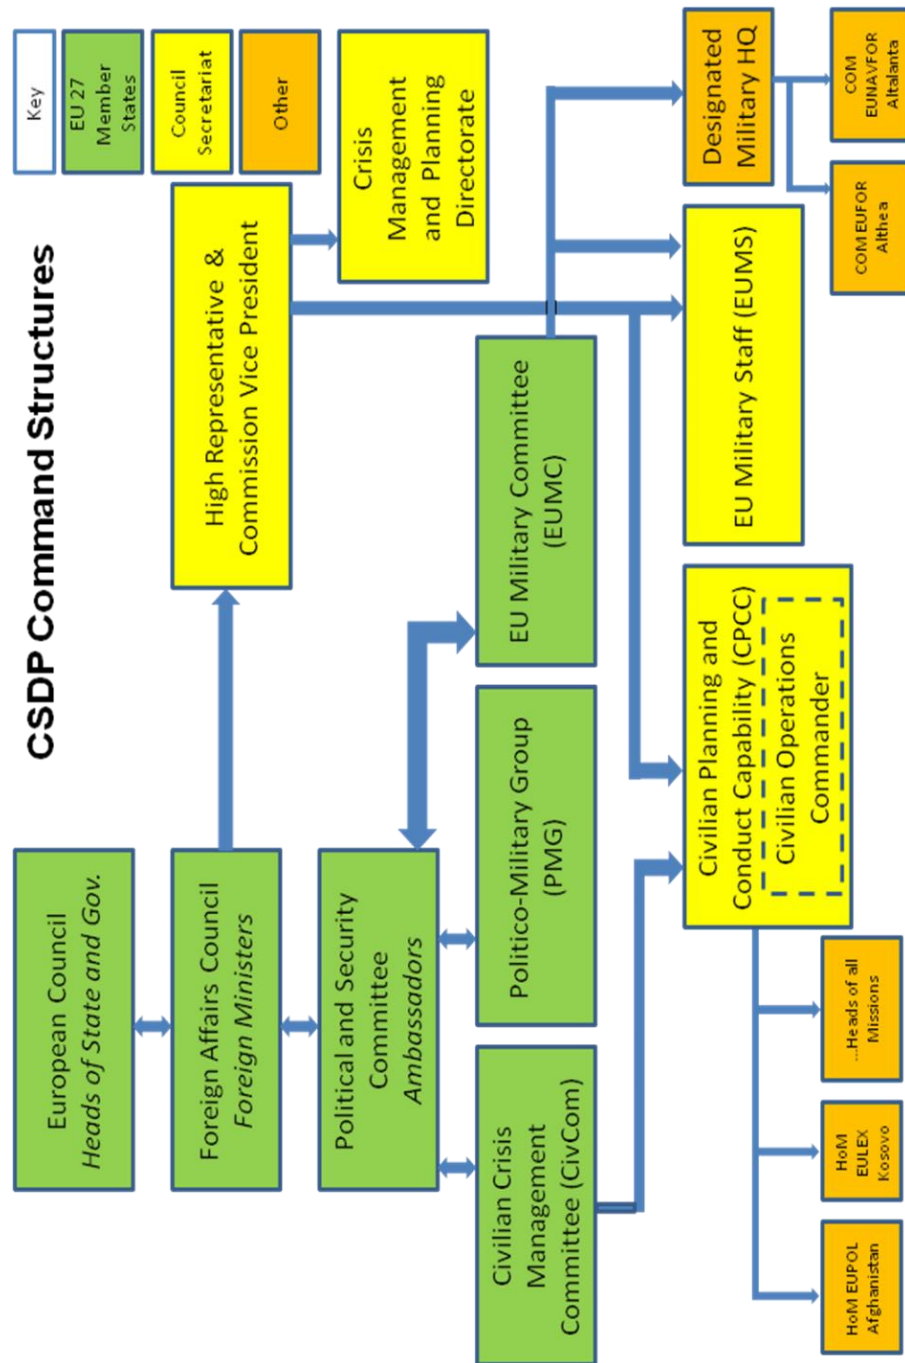 CSDP Command Structures
Key
EU 27
Member
States
Council
Secretariat
Other
European Council
Heads of State and Gov.
Foreign Affairs Council
Foreign Ministers
High Representative &
Commission Vice President
Political and Security
Committee
Ambassadors
Crisis
Management
and Planning
Directorate
Civilian Crisis
Management
Committee (CivCom)
Politico-Military Group
(PMG)
EU Military Committee
(EUMC)
Civilian Planning and
Conduct Capability (CPCC)
Civilian Operations
Commander
EU Military Staff (EUMS)
Designated
Military HQ
HoM EUPOL
Afghanistan
HoM
EULEX
Kosovo
...Heads of all
Missions
COM EUFOR
Althea
COM
EUNAVFOR
Altalanta